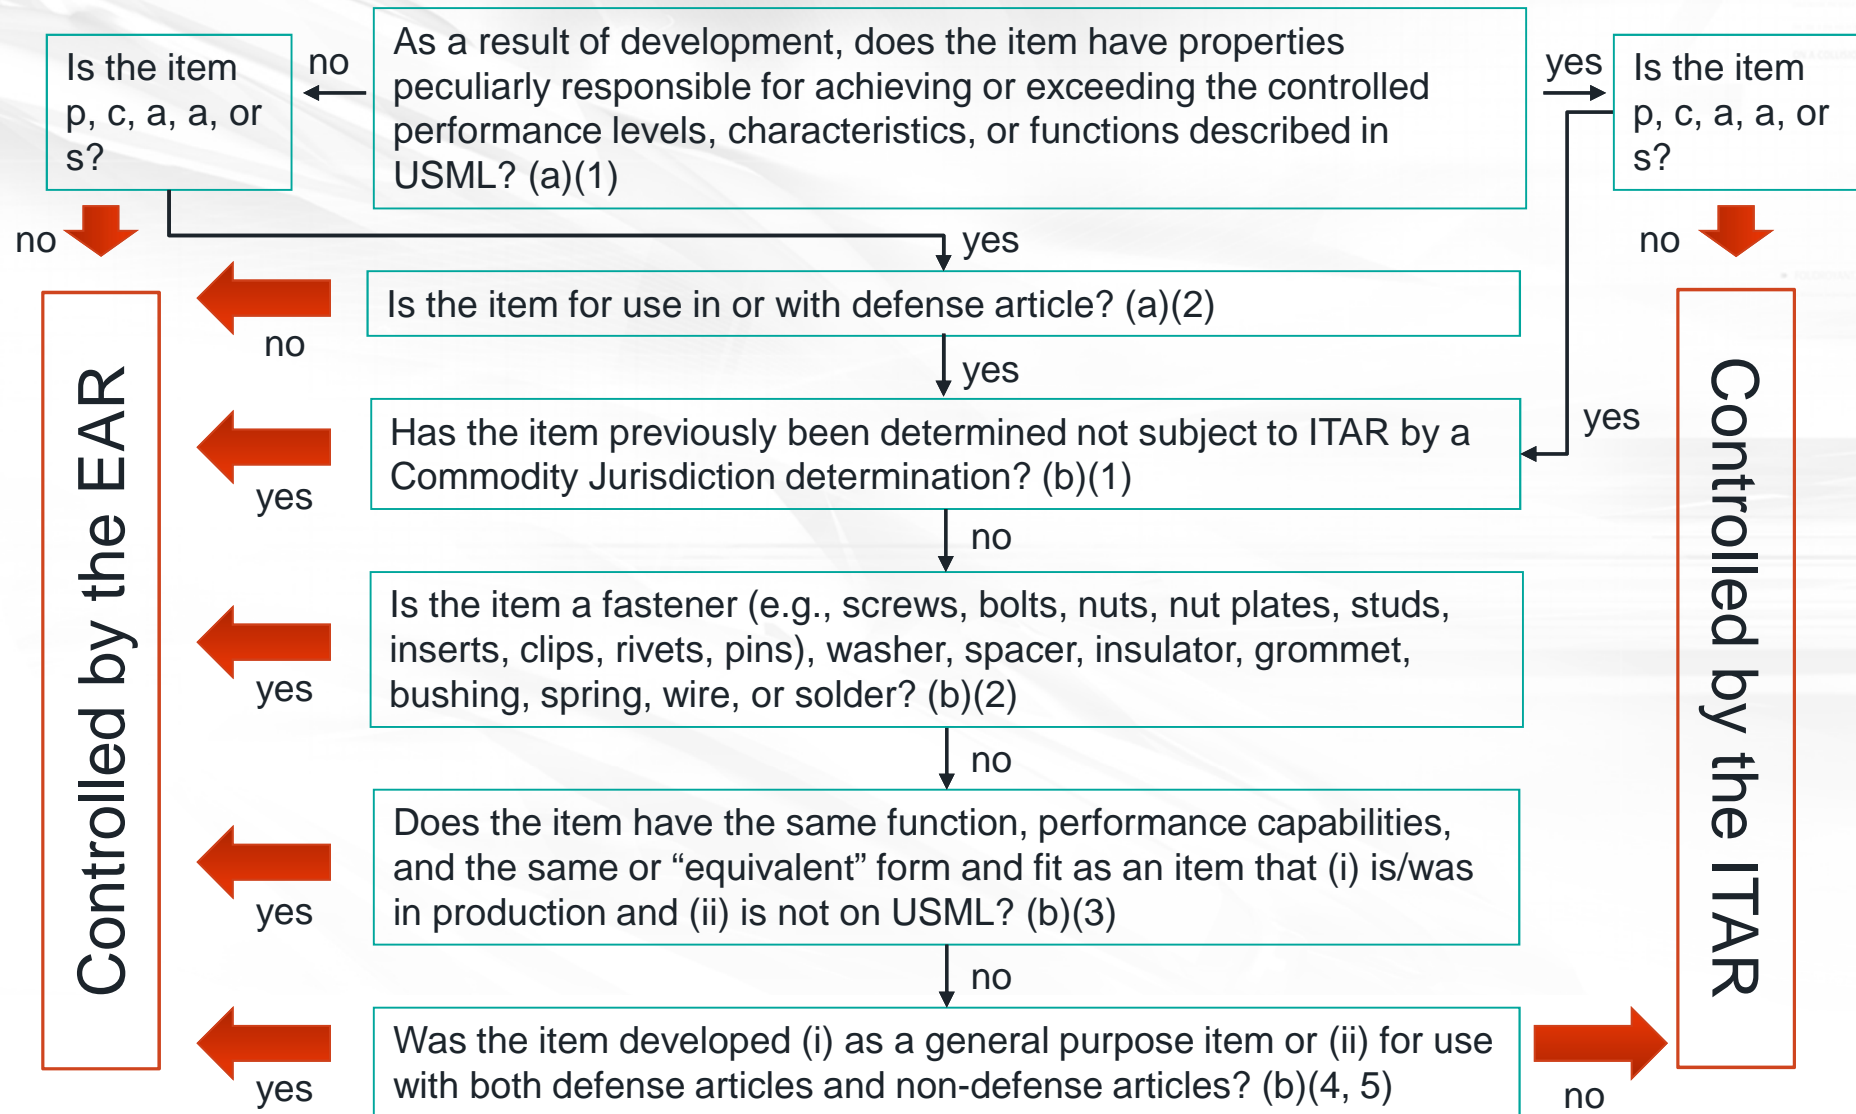 Is the item
p, c, a, a, or
s?
no
As a result of development, does the item have properties
peculiarly responsible for achieving or exceeding the controlled
performance levels, characteristics, or functions described in
USML? (a)(1)
yes
Is the item
p, c, a, a, or
s?
no
yes
no
Is the item for use in or with defense article? (a)(2)
no
yes
Has the item previously been determined not subject to ITAR by a
Commodity Jurisdiction determination? (b)(1)
yes
yes
no
Is the item a fastener (e.g., screws, bolts, nuts, nut plates, studs,
inserts, clips, rivets, pins), washer, spacer, insulator, grommet,
bushing, spring, wire, or solder? (b)(2)
yes
no
Does the item have the same function, performance capabilities,
and the same or “equivalent” form and fit as an item that (i) is/was
in production and (ii) is not on USML? (b)(3)
yes
no
Was the item developed (i) as a general purpose item or (ii) for use
with both defense articles and non-defense articles? (b)(4, 5)
yes
no
Controlled by the EAR
Controlled by the ITAR